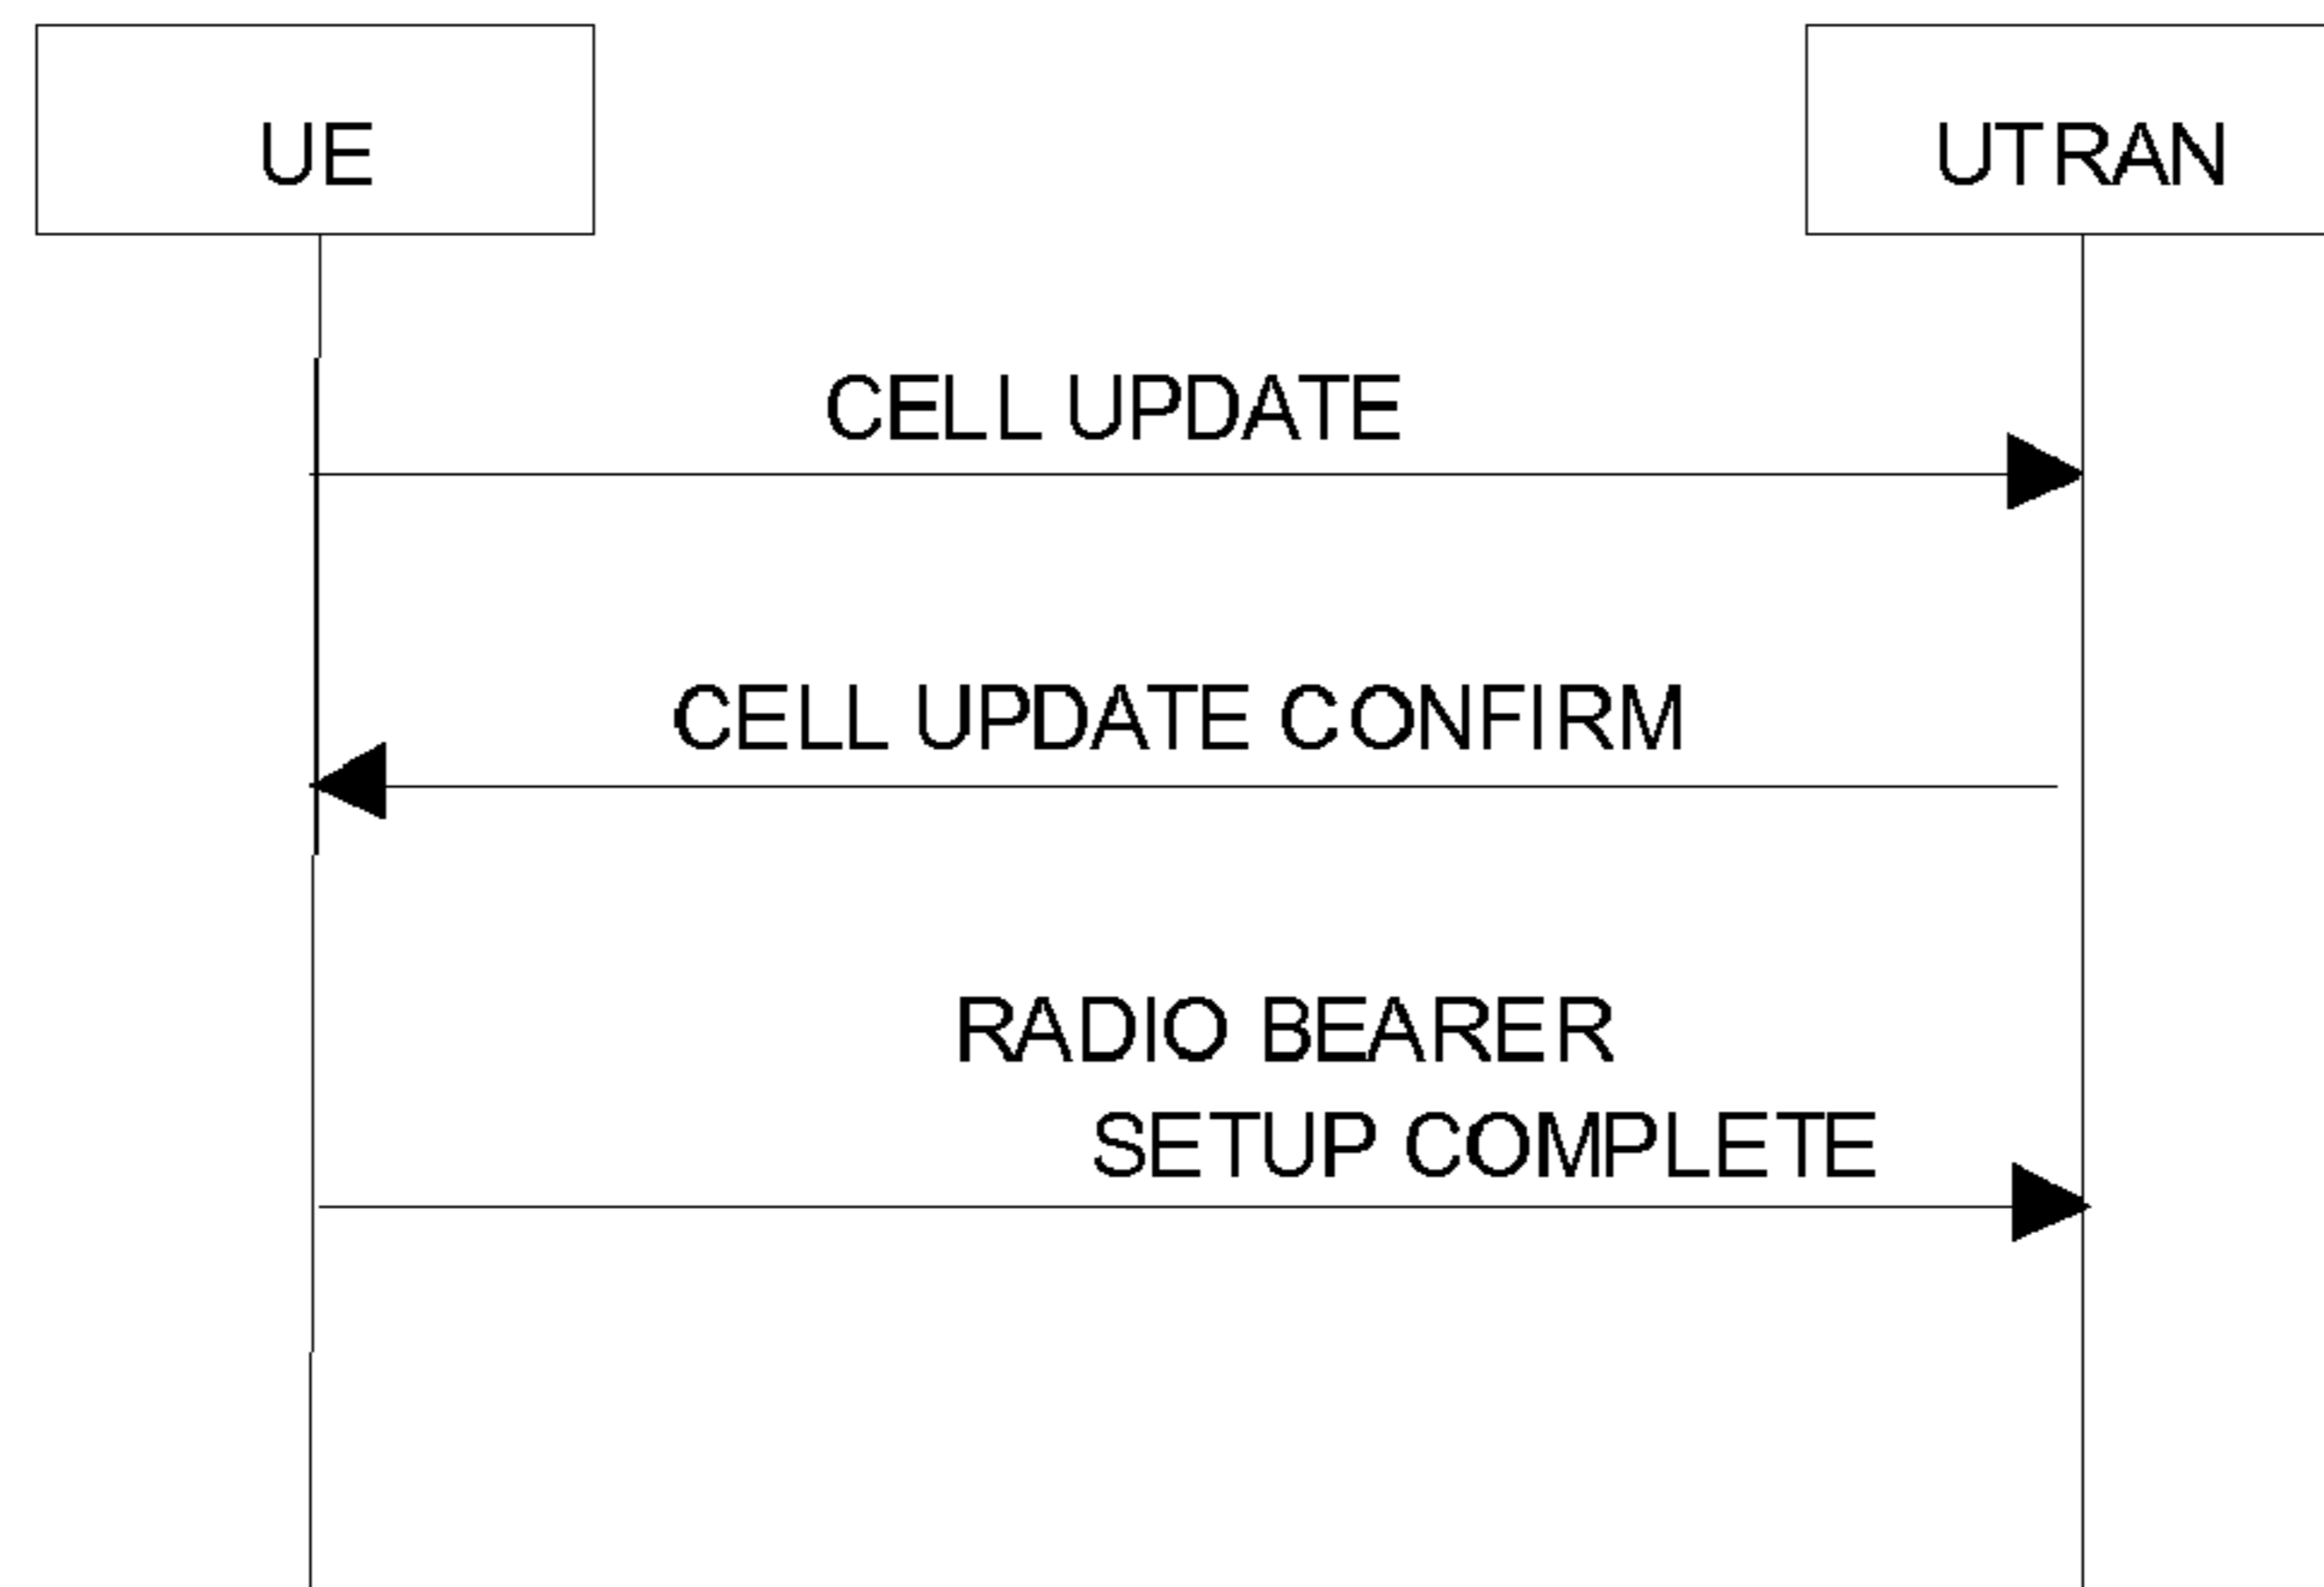 UE
UTRAN
CELL UPDATE
CELL UPDATE CONFIRM
RADIO BEARER
SETUP COMPLETE